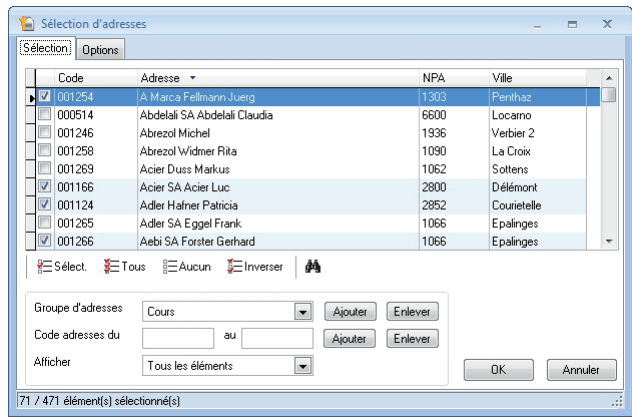 Sélection d'adresses
Sélection Options
Code Adresse NPA Ville
001254 A Marca Fellmann Juerg 1303 Penthaz
000514 Abdelali SA Abdelali Claudia 6600 Locarno
001246 Abrezol Michel 1936 Verbier 2
001258 Abrezol Widmer Rita 1090 La Croix
001269 Acier Duss Markus 1062 Sottens
001166 Acier SA Acier Luc 2800 Délémont
001124 Adler Hafner Patricia 2852 Courietelle
001265 Adler SA Eggel Frank 1066 Epalinges
001266 Aebi SA Forster Gerhard 1066 Epalinges
Sélect. Tous Aucun Inverser
Groupe d'adresses Cours Ajouter Enlever
Code adresses du au Ajouter Enlever
Afficher Tous les éléments OK Annuler
71 / 471 élément(s) sélectionné(s)